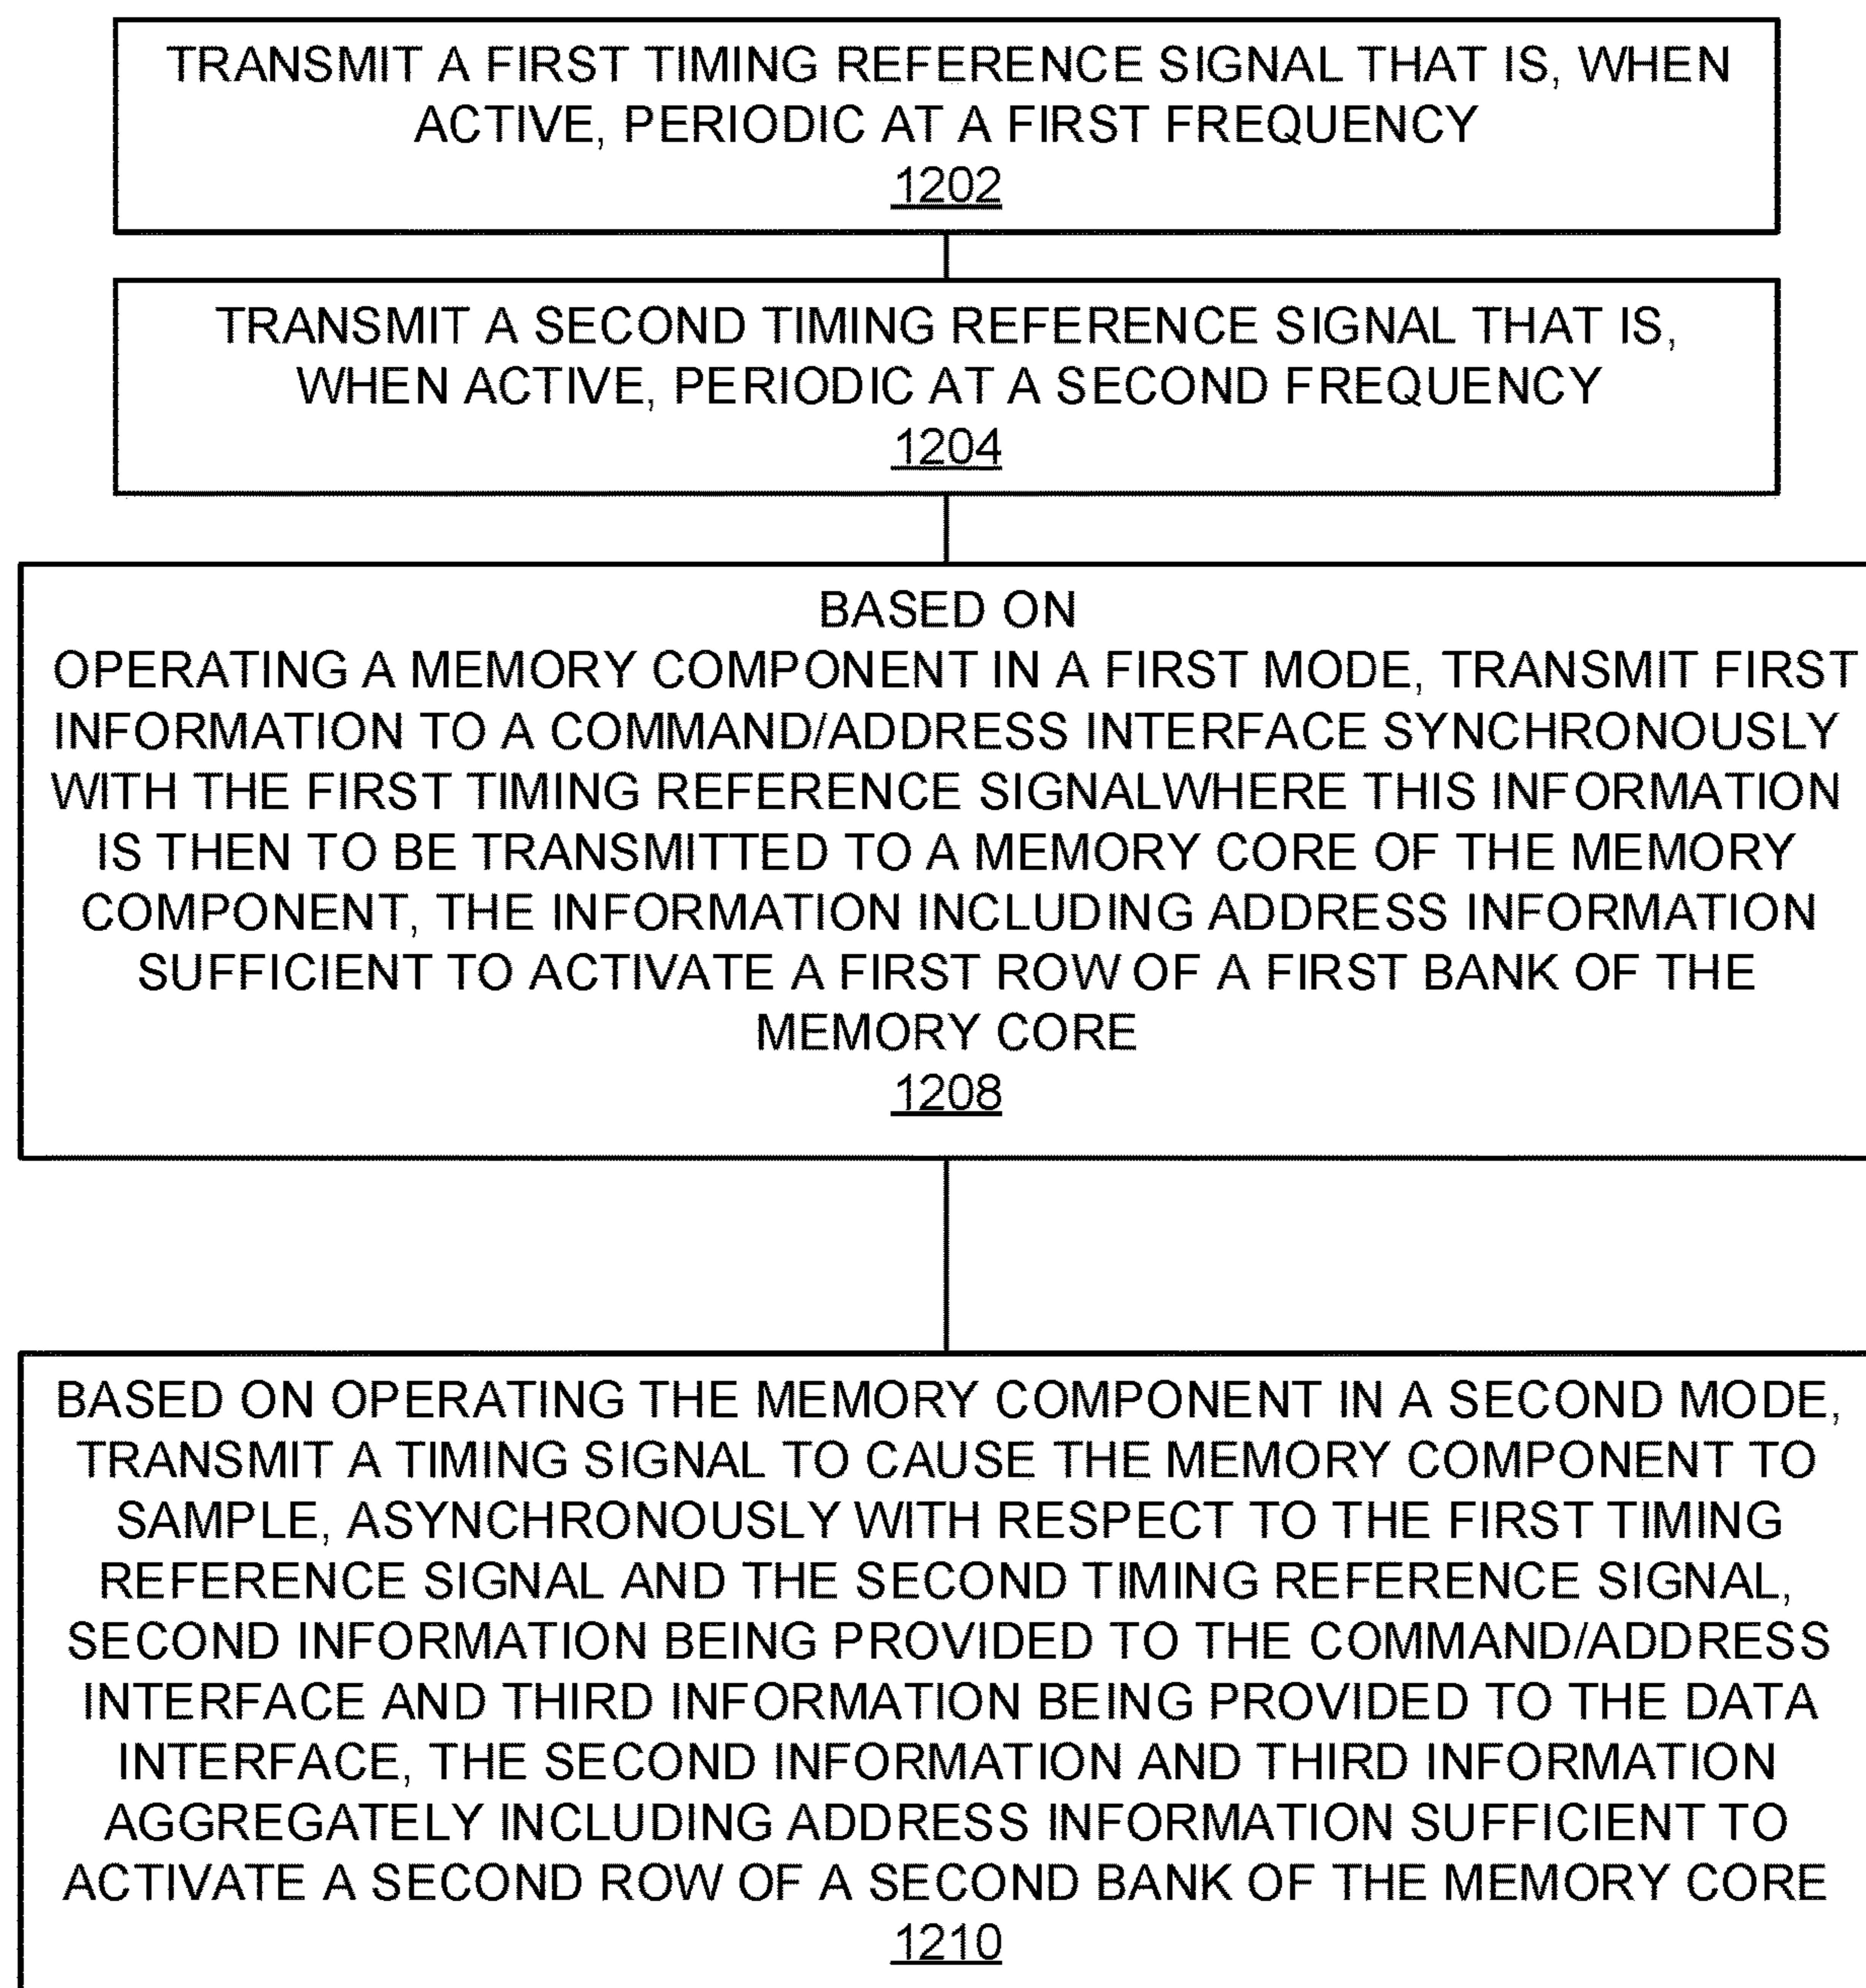 TRANSMIT A FIRST TIMING REFERENCE SIGNAL THAT IS, WHEN
ACTIVE, PERIODIC AT A FIRST FREQUENCY
1202
TRANSMIT A SECOND TIMING REFERENCE SIGNAL THAT IS,
WHEN ACTIVE, PERIODIC AT A SECOND FREQUENCY
1204
BASED ON
OPERATING A MEMORY COMPONENT IN A FIRST MODE, TRANSMIT FIRST
INFORMATION TO A COMMAND/ADDRESS INTERFACE SYNCHRONOUSLY
WITH THE FIRST TIMING REFERENCE SIGNALWHERE THIS INFORMATION
IS THEN TO BE TRANSMITTED TO A MEMORY CORE OF THE MEMORY
COMPONENT, THE INFORMATION INCLUDING ADDRESS INFORMATION
SUFFICIENT TO ACTIVATE A FIRST ROW OF A FIRST BANK OF THE
MEMORY CORE
1208
BASED ON OPERATING THE MEMORY COMPONENT IN A SECOND MODE,
TRANSMIT A TIMING SIGNAL TO CAUSE THE MEMORY COMPONENT TO
SAMPLE, ASYNCHRONOUSLY WITH RESPECT TO THE FIRST TIMING
REFERENCE SIGNAL AND THE SECOND TIMING REFERENCE SIGNAL,
SECOND INFORMATION BEING PROVIDED TO THE COMMAND/ADDRESS
INTERFACE AND THIRD INFORMATION BEING PROVIDED TO THE DATA
INTERFACE, THE SECOND INFORMATION AND THIRD INFORMATION
AGGREGATELY INCLUDING ADDRESS INFORMATION SUFFICIENT TO
ACTIVATE A SECOND ROW OF A SECOND BANK OF THE MEMORY CORE
1210